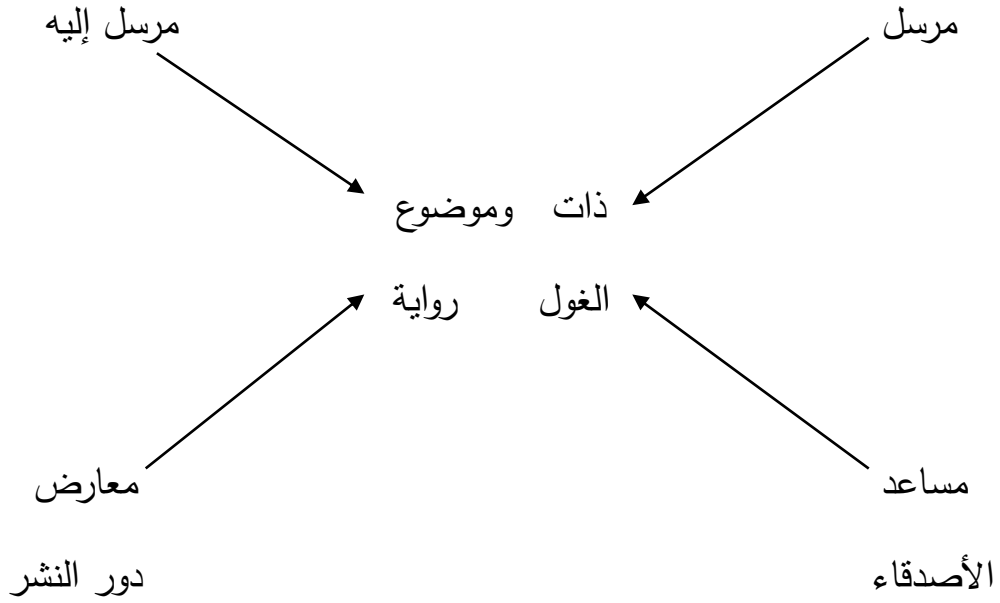 مرسل مرسل إليه
ذات وموضوع
الغول رواية
مساعد معارض
الأصدقاء دور النشر